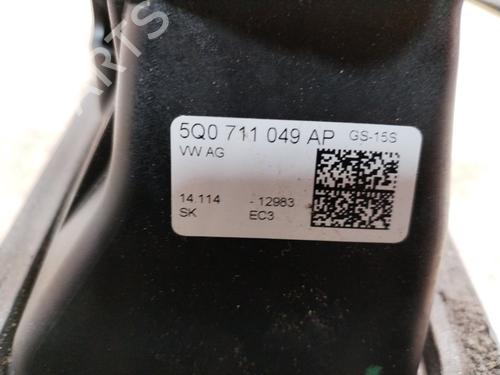 5Q0 711 049 AP GS-15S
VW AG
14.114 - 12983
SK EC3